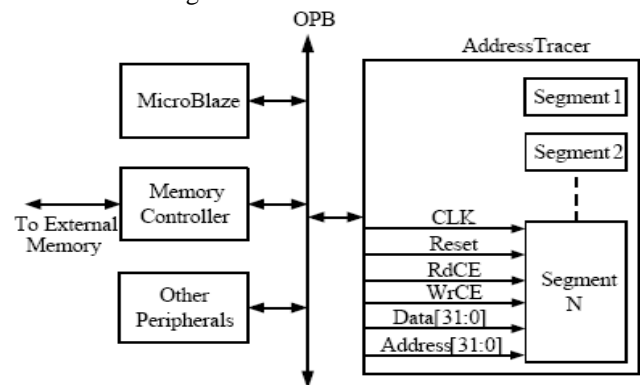 OPB
AddressTracer
MicroBlaze
Segment 1
Segment 2
Memory
Controller
To External
Memory
CLK
Reset
RdCE
WrCE
Data[31:0]
Address[31:0]
Segment
N
Other
Peripherals